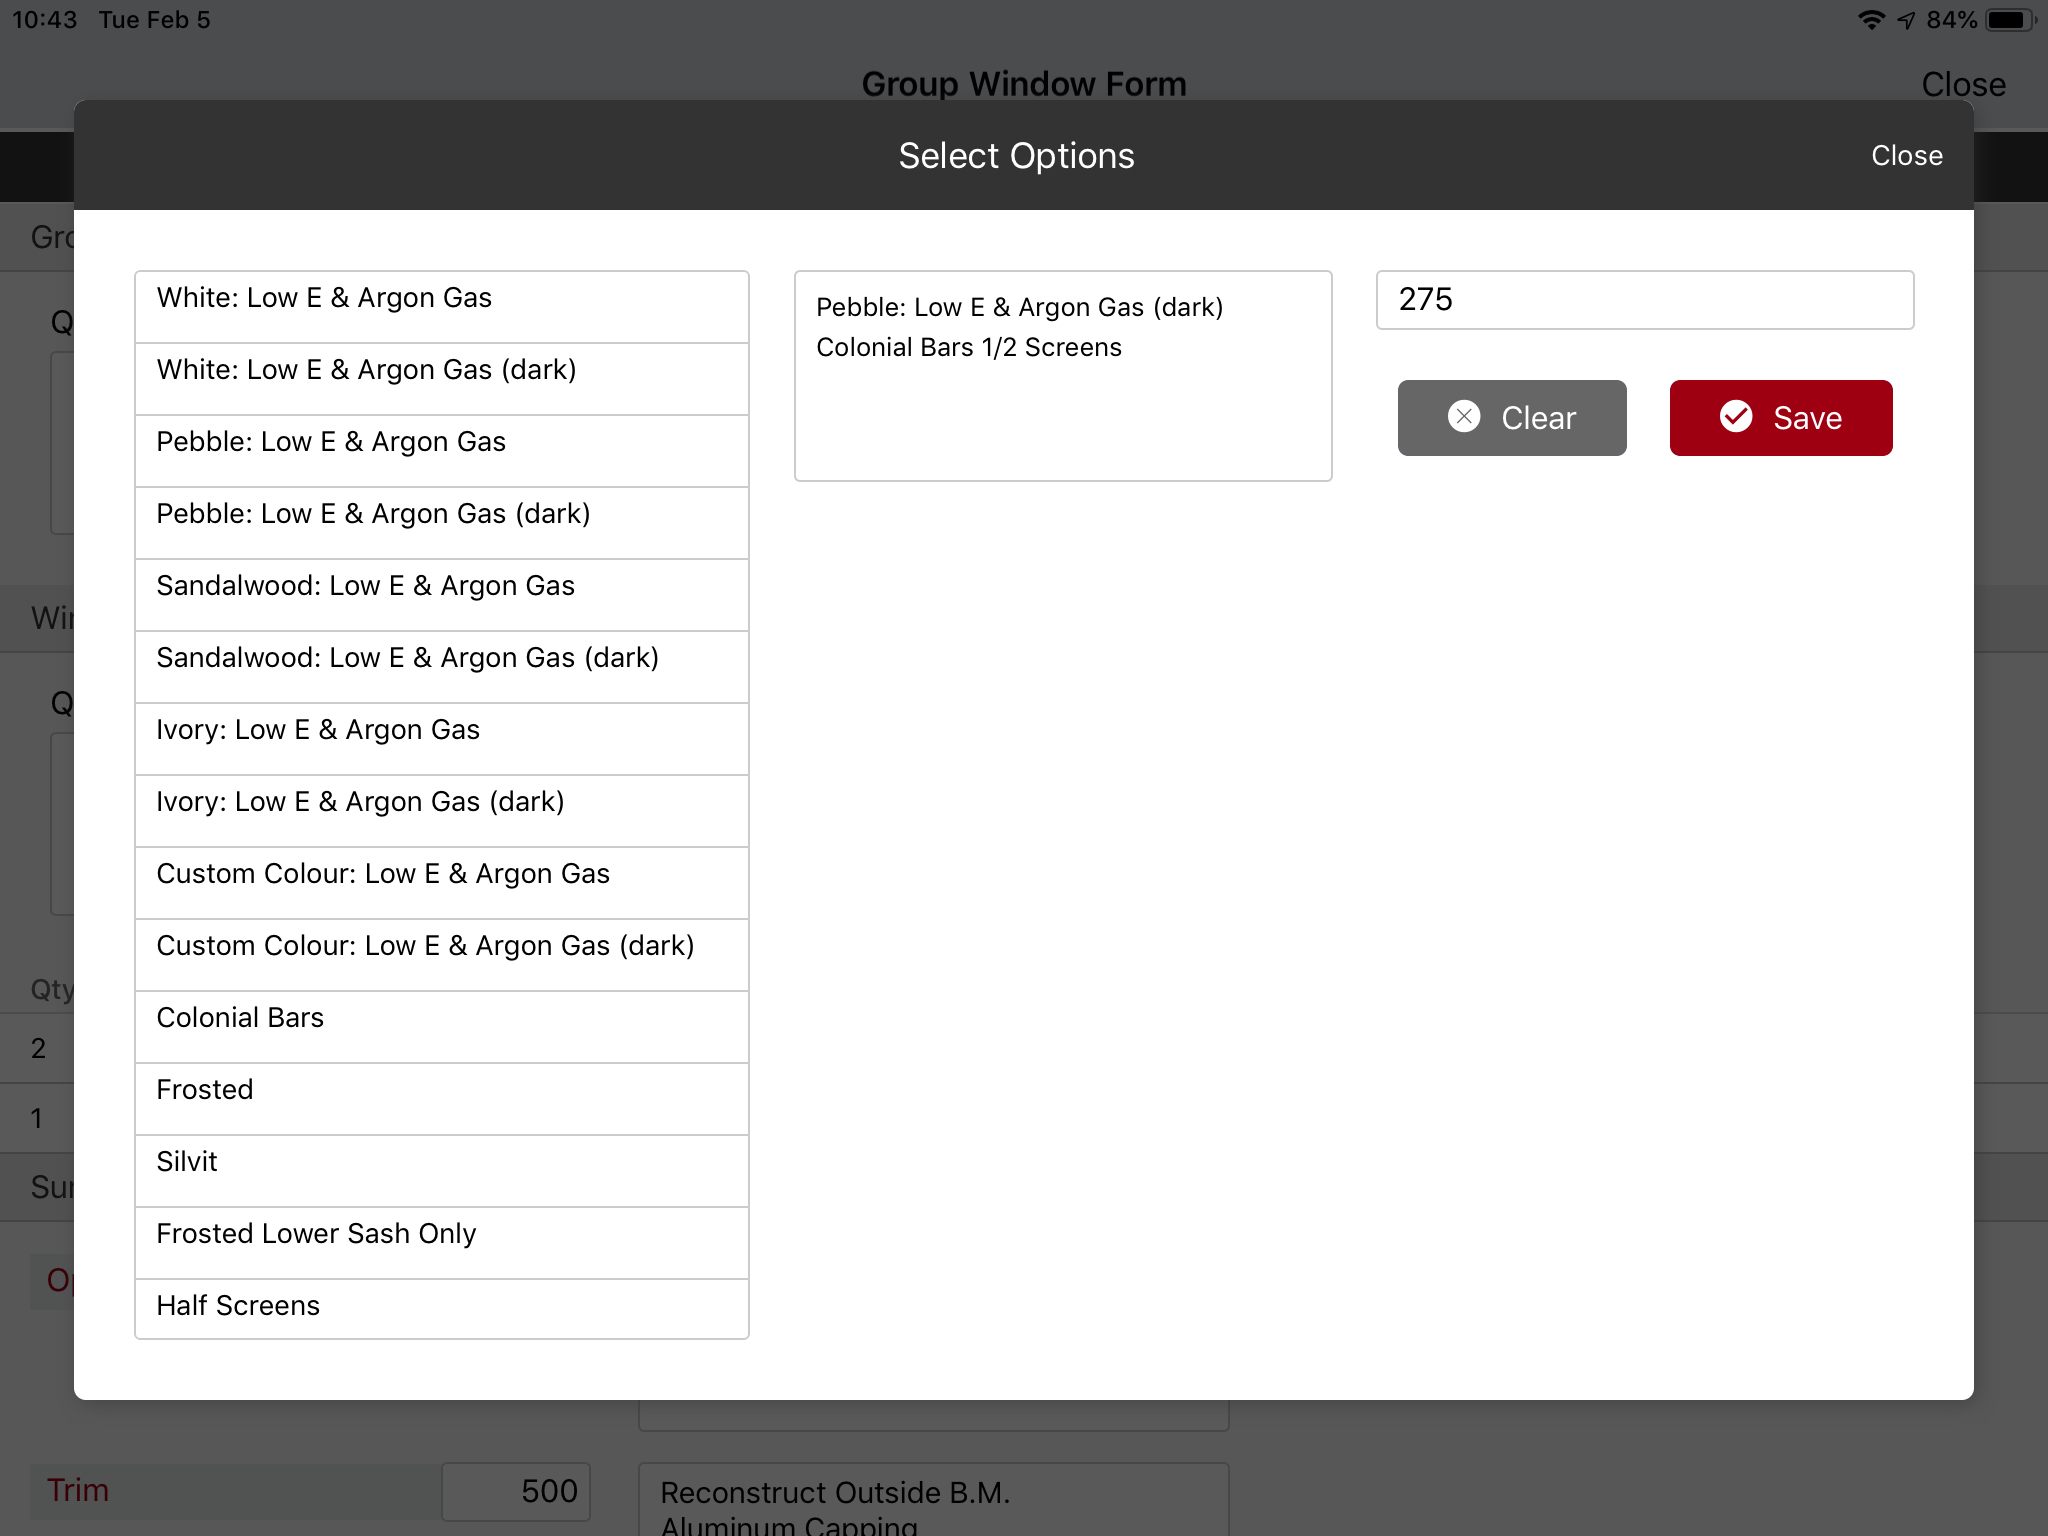 10:43 Tue Feb 5
84%
Group Window Form
Close
Select Options
Close
White: Low E & Argon Gas
White: Low E & Argon Gas (dark)
Pebble: Low E & Argon Gas
Pebble: Low E & Argon Gas (dark)
Sandalwood: Low E & Argon Gas
Sandalwood: Low E & Argon Gas (dark)
Ivory: Low E & Argon Gas
Ivory: Low E & Argon Gas (dark)
Custom Colour: Low E & Argon Gas
Custom Colour: Low E & Argon Gas (dark)
Colonial Bars
Frosted
Silvit
Frosted Lower Sash Only
Half Screens
Pebble: Low E & Argon Gas (dark)
Colonial Bars 1/2 Screens
275
Clear
Save
Qty
2
1
Trim
500
Reconstruct Outside B.M.
Aluminum Capping